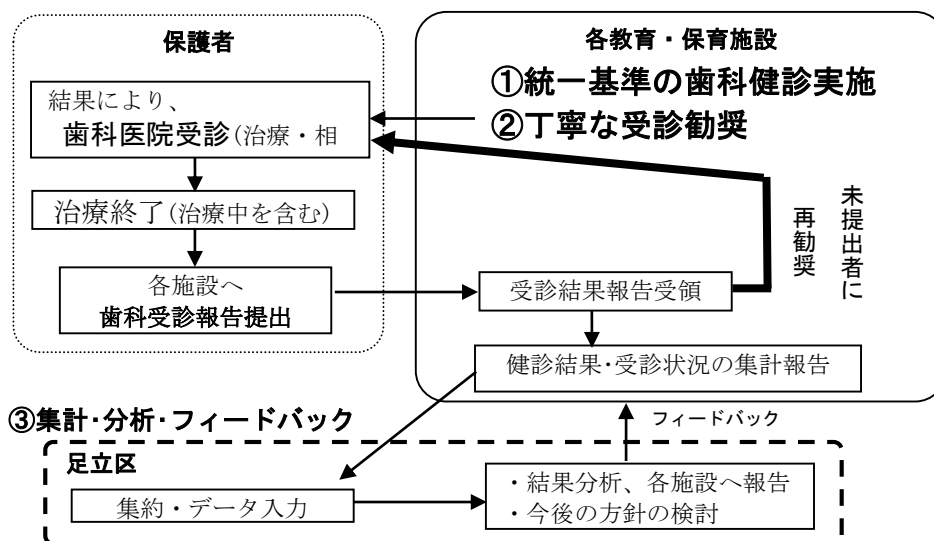 保護者
結果により、
歯科医院受診(治療・相
治療終了(治療中を含む)
各施設へ
歯科受診報告提出
各教育・保育施設
①統一基準の歯科健診実施
②丁寧な受診勧奨
未提出者に
再勧奨
受診結果報告受領
健診結果・受診状況の集計報告
③集計・分析・フィードバック
フィードバック
足立区
集約・データ入力
・結果分析、各施設へ報告
・今後の方針の検討